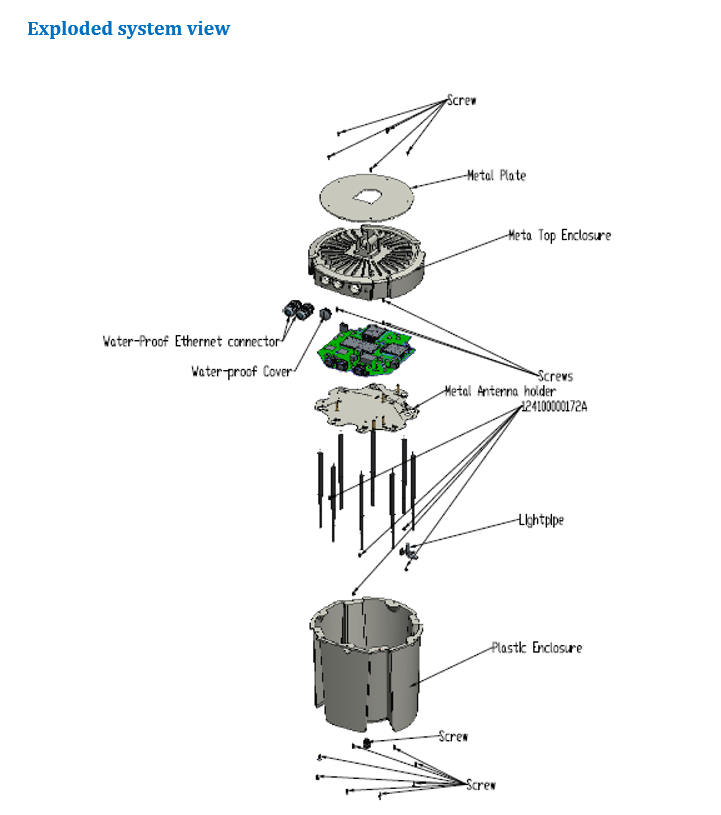 Exploded system view
Screw
Metal Plate
Meta Top Enclosure
Water-Proof Ethernet connector
Water-proof Cover
Screws
Metal Antenna holder
124100000172A
Lightpipe
Plastic Enclosure
Screw
Screw